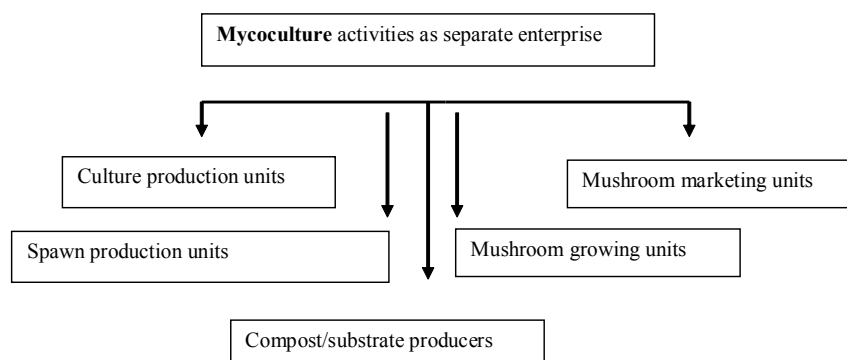 Mycoculture activities as separate enterprise
Culture production units
Mushroom marketing units
Spawn production units
Mushroom growing units
Compost/substrate producers